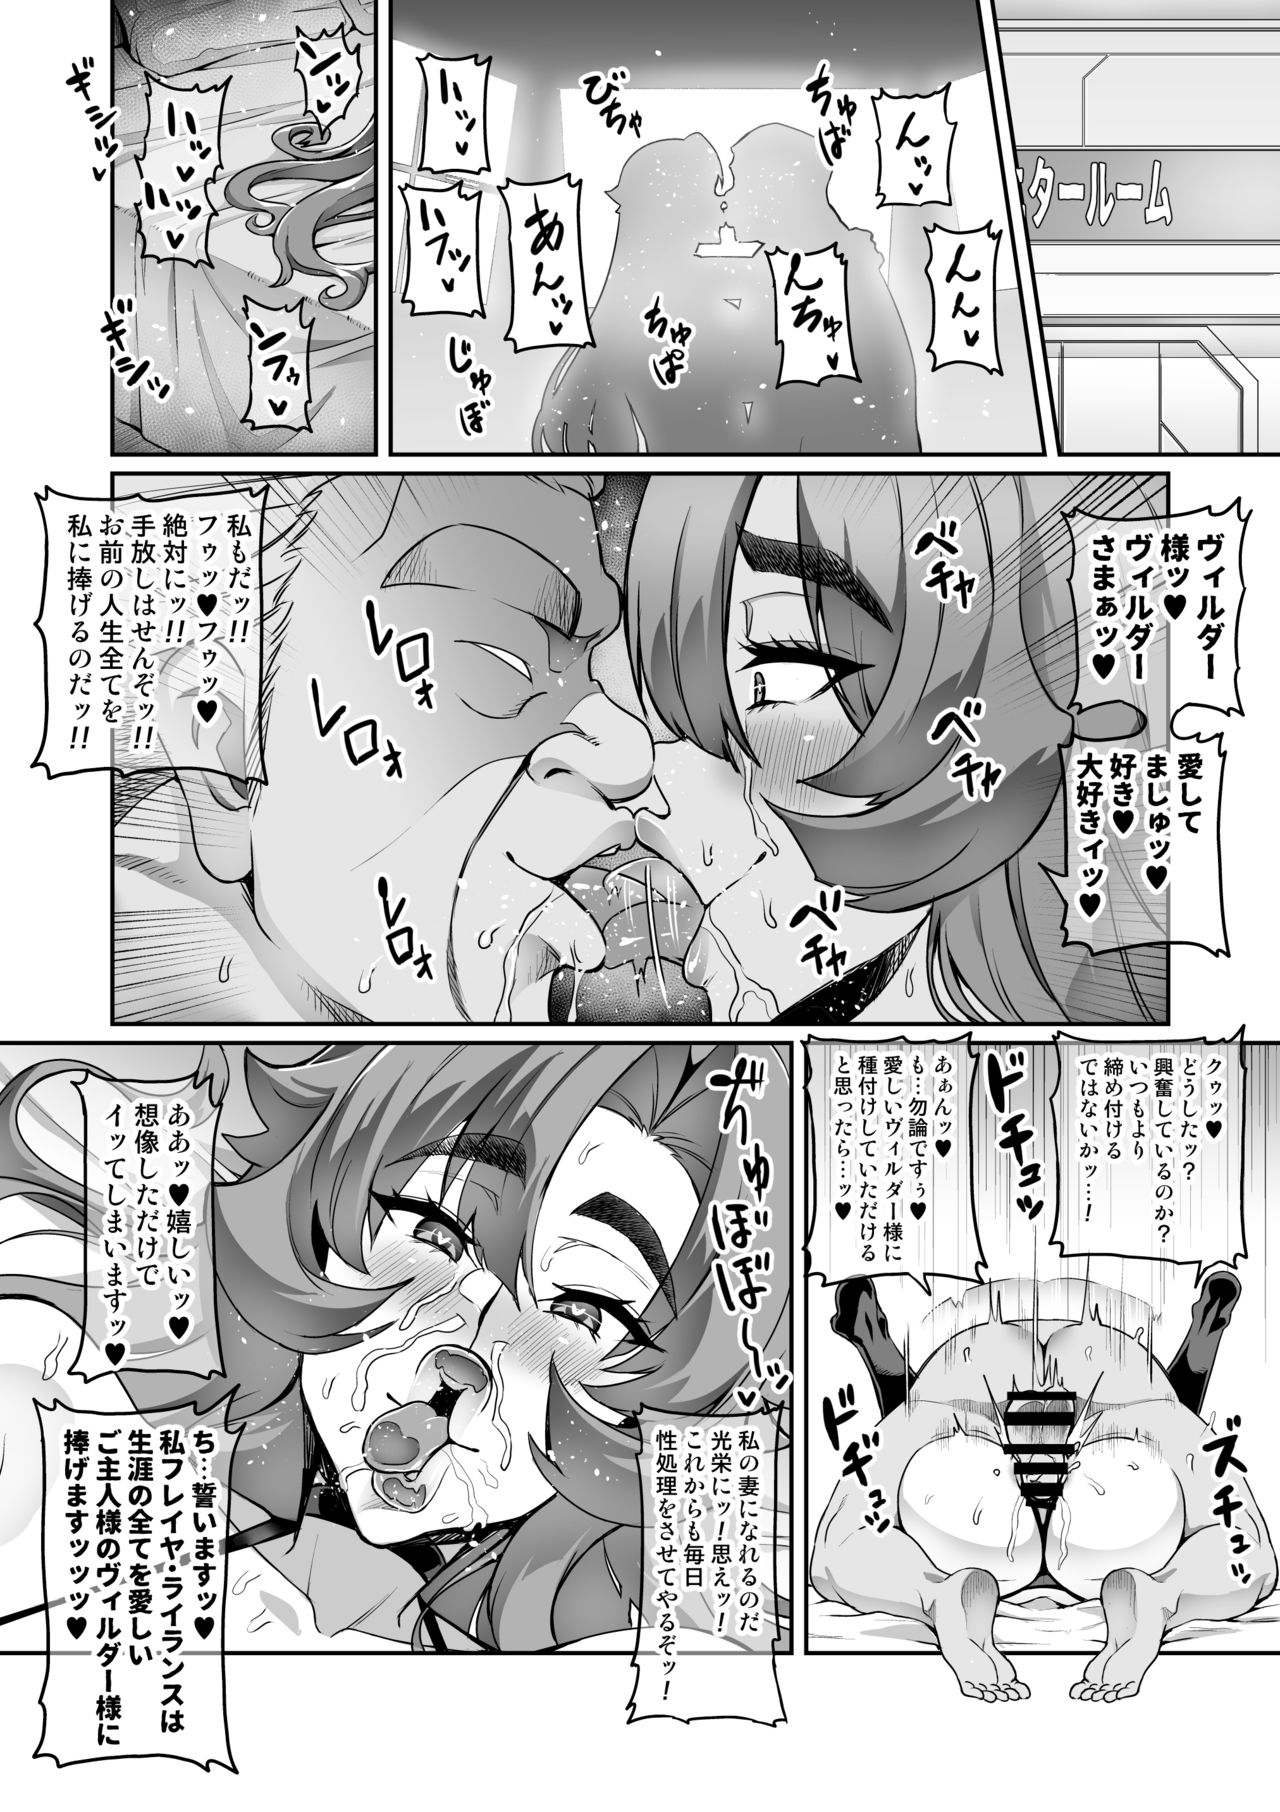 ミタールーム
んッ♥
んん♥
ちゅば
んちゅ♥
びちゃ
ちゅぱ
ハッ♥
ハフッ♥
あんッ♥
じゅぼ
ンッ♥
ハッ♥
ハッ♥
ンフゥ♥
ギシッ♥
ギシッ
ヴィルダー
様ッ♥
ヴィルダー
さまぁッ♥
愛して
ましゅッ♥
好き♥
大好きィッ♥
ベチャ
ベチャ
ベチャ
レロォ
レロォ
私もだッ!!
フゥッ♥フゥッ♥
絶対にッ!!
手放しはせんぞッ!!
お前の人生全てを
私に捧げるのだッ!!
クゥッ♥
どうしたッ?
興奮しているのか?
いつもより
締め付ける
ではないかッ…!
ドチュッ
あぁんッ♥
も…勿論ですぅ♥
愛しいヴィルダー様に
種付けしていただける
と思ったら…ッ♥
ズチュ
ドチュッ
ぢゅぼぼ〜ッ♥
私の妻になれるのだ
光栄にッ!思えッ!
これからも毎日
性処理をさせてやるぞッ!
ああッ♥嬉しいッ♥
想像しただけで
イッてしまいますッ♥
ち…誓いますッ♥
私フレイヤ・ライランスは
生涯の全てを愛しい
ご主人様のヴィルダー様に
捧げますッッッ♥